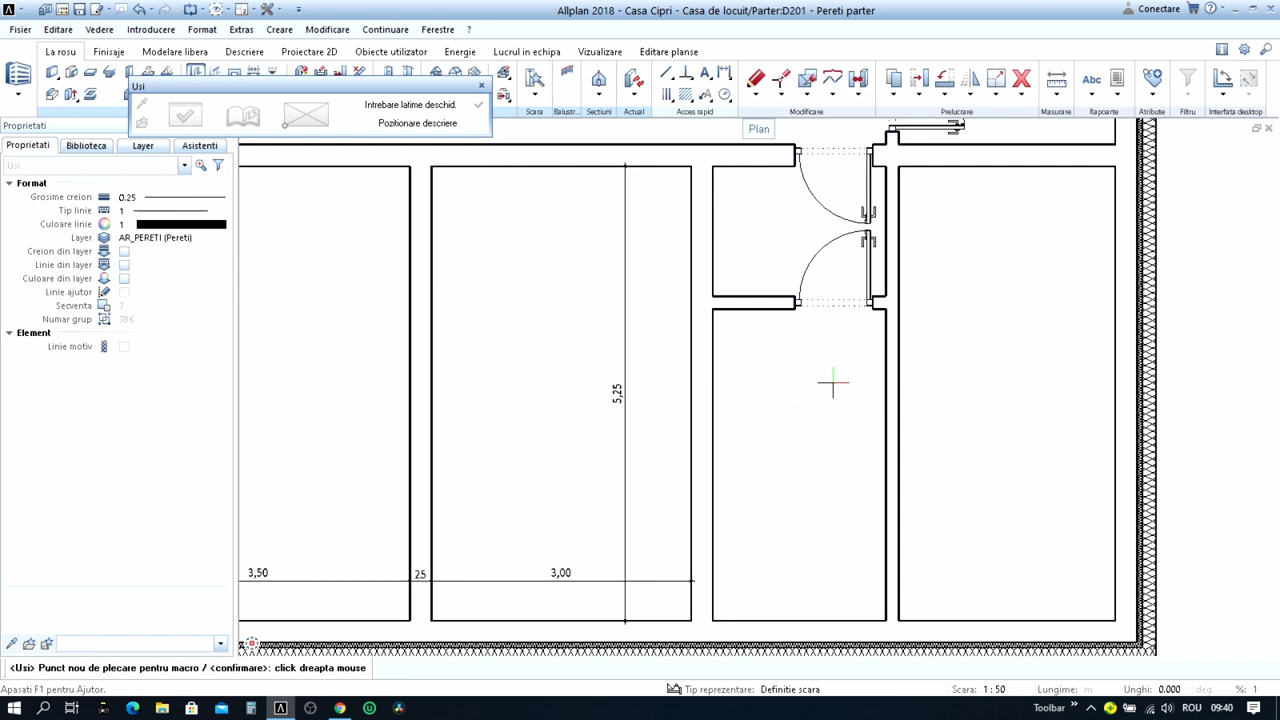 Allplan 2018 - Casa Cipri - Casa de locuit/Parter:D201 - Pereti parter
Conectare
Fisier Editare Vedere Introducere Format Extras Creare Modificare Continuare Ferestre ?
La rosu Finisaje Modelare libera Descriere Proiectare 2D Obiecte utilizator Energie Lucrul in echipa Vizualizare Editare planse
Usi
Intrebare latime deschid.
Pozitionare descriere
Abc
Scara Balustr... Sectiuni Actual... Acces rapid Modificare Prelucrare Masurare Rapoarte Atribute Filtru Interfata desktop
Proprietati
Plan
Proprietati Biblioteca Layer Asistenti
Usi
Format
Grosime creion 0.25
Tip linie 1
Culoare linie 1
Layer AR_PERETI (Pereti)
Creion din layer
Linie din layer
Culoare din layer
Linie ajutor
Secventa 7
Numar grup 386
Element
Linie motiv
5,25
3,50 25 3,00
<Usi> Punct nou de plecare pentru macro / <confirmare>: click dreapta mouse
Apasati F1 pentru Ajutor.
Tip reprezentare: Definitie scara
Scara: 1 : 50
Lungime: m
Unghi: 0.000 deg
%: 1
Toolbar » ROU 09:40